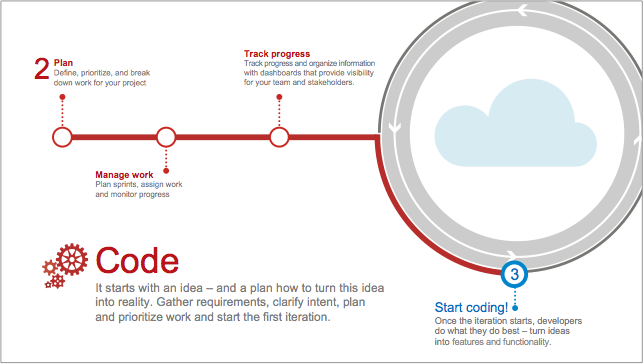 2
Plan
Define, prioritize, and break
down work for your project
Track progress
Track progress and organize information
with dashboards that provide visibility
for your team and stakeholders.
Manage work
Plan sprints, assign work
and monitor progress
Code
It starts with an idea – and a plan how to turn this idea
into reality. Gather requirements, clarify intent, plan
and prioritize work and start the first iteration.
3
Start coding!
Once the iteration starts, developers
do what they do best – turn ideas
into features and functionality.